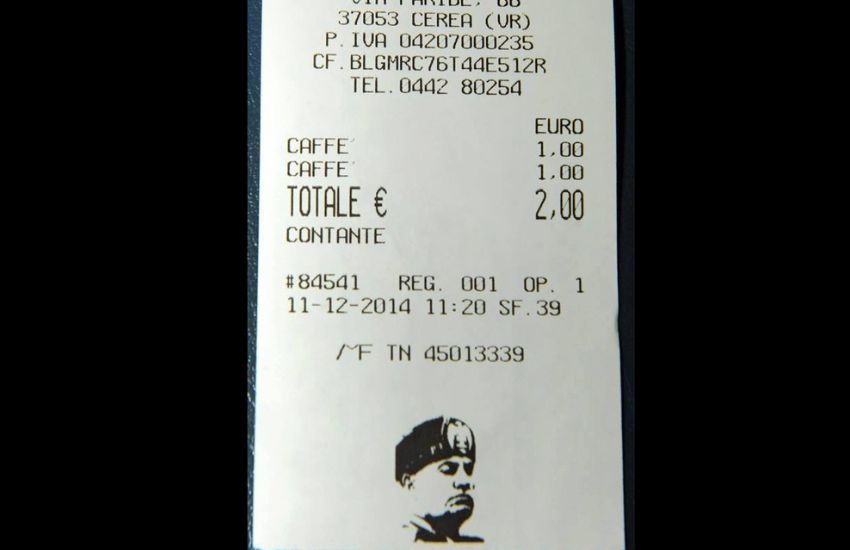 37053 CEREA (VR)
P.IVA 04207000235
CF.BLGMRC76T44E512R
TEL.0442 80254
EURO
CAFFE´ 1,00
CAFFE´ 1,00
TOTALE € 2,00
CONTANTE
#84541 REG. 001 OP. 1
11-12-2014 11:20 SF.39
MF TN 45013339